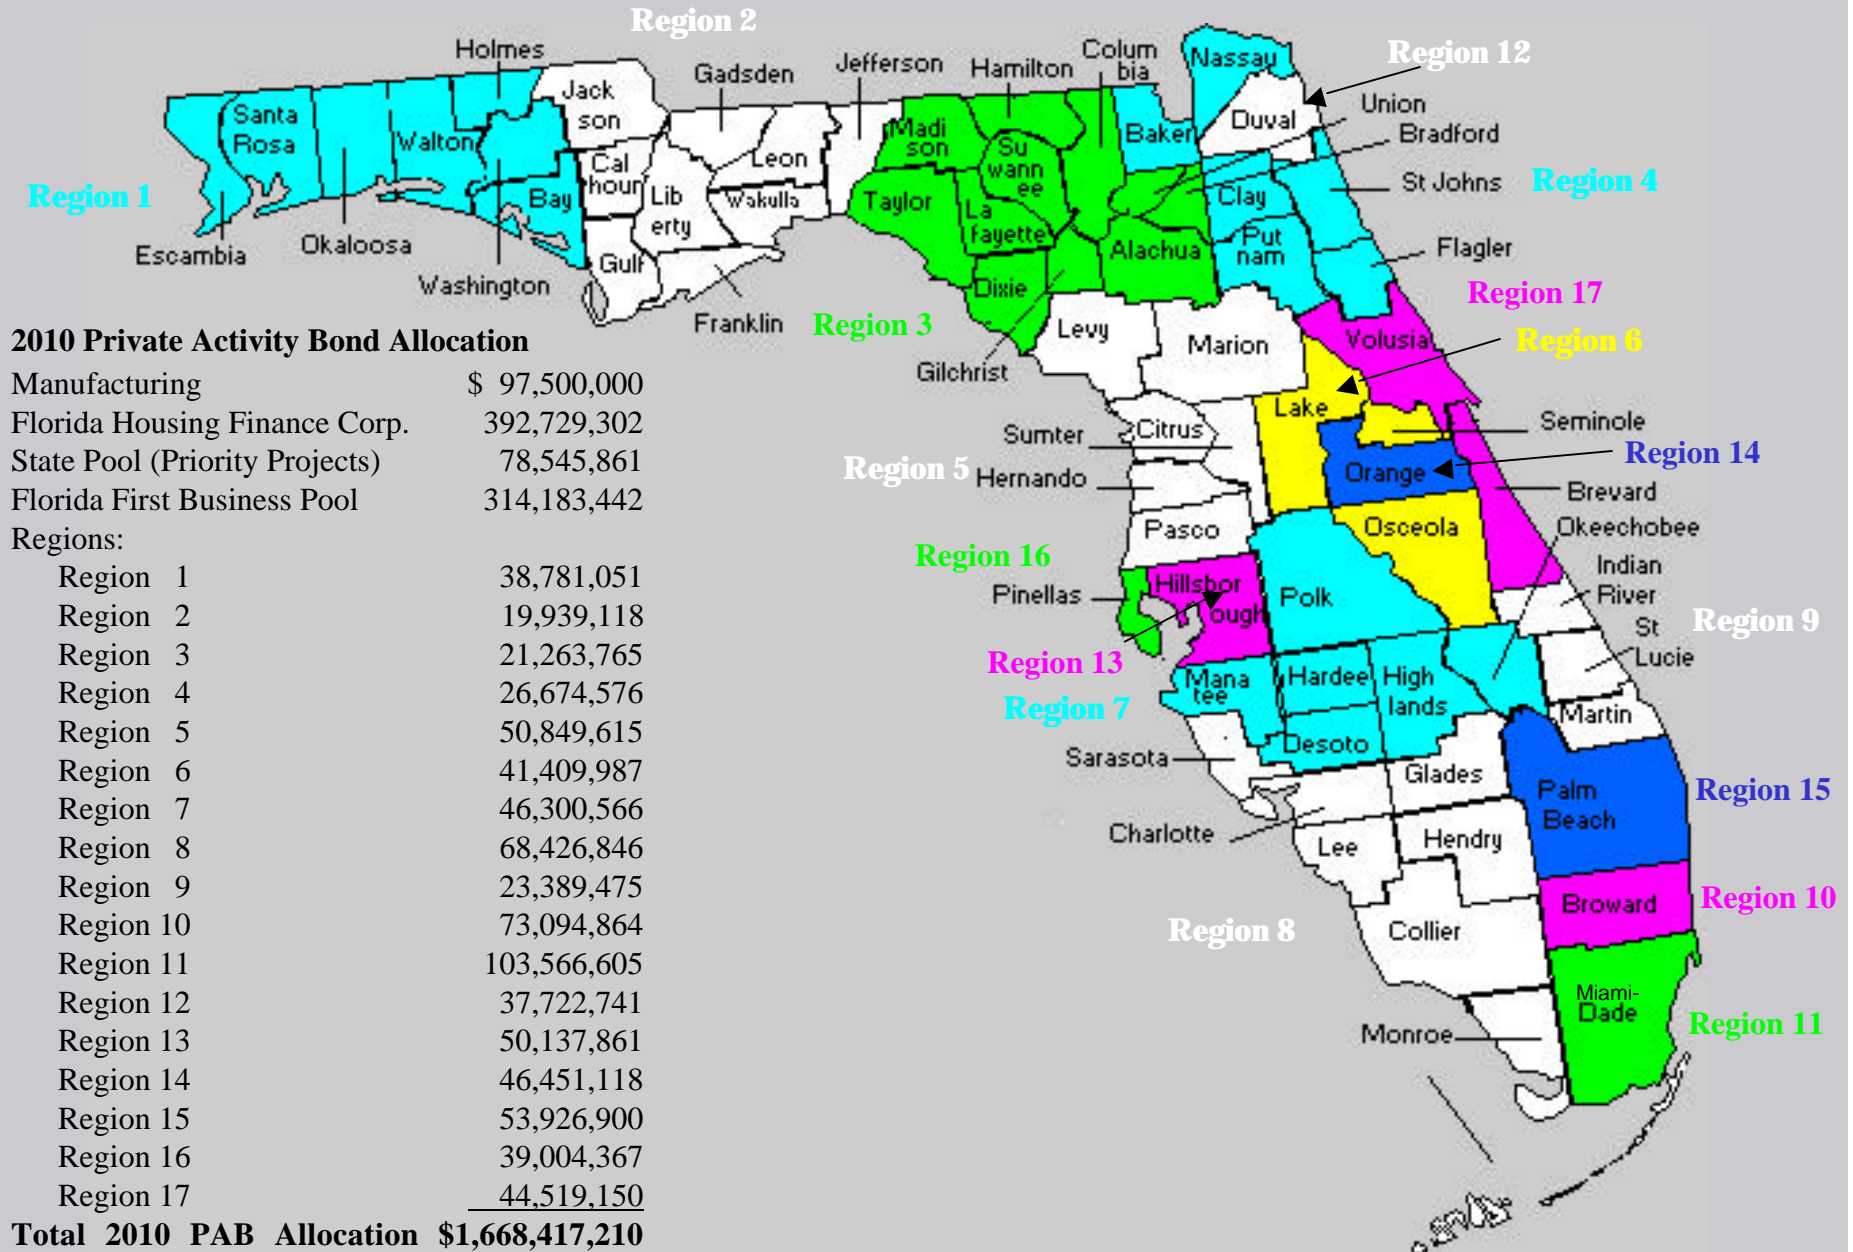 Region 2
Holmes
Gadsden
Jefferson
Hamilton
Colum
bia
Nassau
Region 12
Jack
son
Santa
Rosa
Walton
Madi
son
Su
wann
ee
Baker
Duval
Union
Bradford
Region 1
Cal
houn
Leon
Lib
erty
Wakulla
Bay
Taylor
La
fayette
Clay
St Johns
Region 4
Escambia
Okaloosa
Washington
Gulf
Franklin
Dixie
Alachua
Put
nam
Flagler
Region 17
Region 3
Gilchrist
Levy
Marion
Volusia
Region 6
2010 Private Activity Bond Allocation
Manufacturing $ 97,500,000
Florida Housing Finance Corp. 392,729,302
State Pool (Priority Projects) 78,545,861
Florida First Business Pool 314,183,442
Regions:
Region 1 38,781,051
Region 2 19,939,118
Region 3 21,263,765
Region 4 26,674,576
Region 5 50,849,615
Region 6 41,409,987
Region 7 46,300,566
Region 8 68,426,846
Region 9 23,389,475
Region 10 73,094,864
Region 11 103,566,605
Region 12 37,722,741
Region 13 50,137,861
Region 14 46,451,118
Region 15 53,926,900
Region 16 39,004,367
Region 17 44,519,150
Total 2010 PAB Allocation $1,668,417,210
Lake
Sumter
Citrus
Seminole
Region 5
Hernando
Orange
Region 14
Brevard
Pasco
Osceola
Okeechobee
Region 16
Pinellas
Hillsbor
ough
Polk
Indian
River
Region 9
St
Lucie
Region 13
Mana
tee
Hardee
High
lands
Region 7
Martin
Sarasota
Desoto
Glades
Palm
Beach
Region 15
Charlotte
Lee
Hendry
Region 8
Collier
Broward
Region 10
Miami-
Dade
Region 11
Monroe